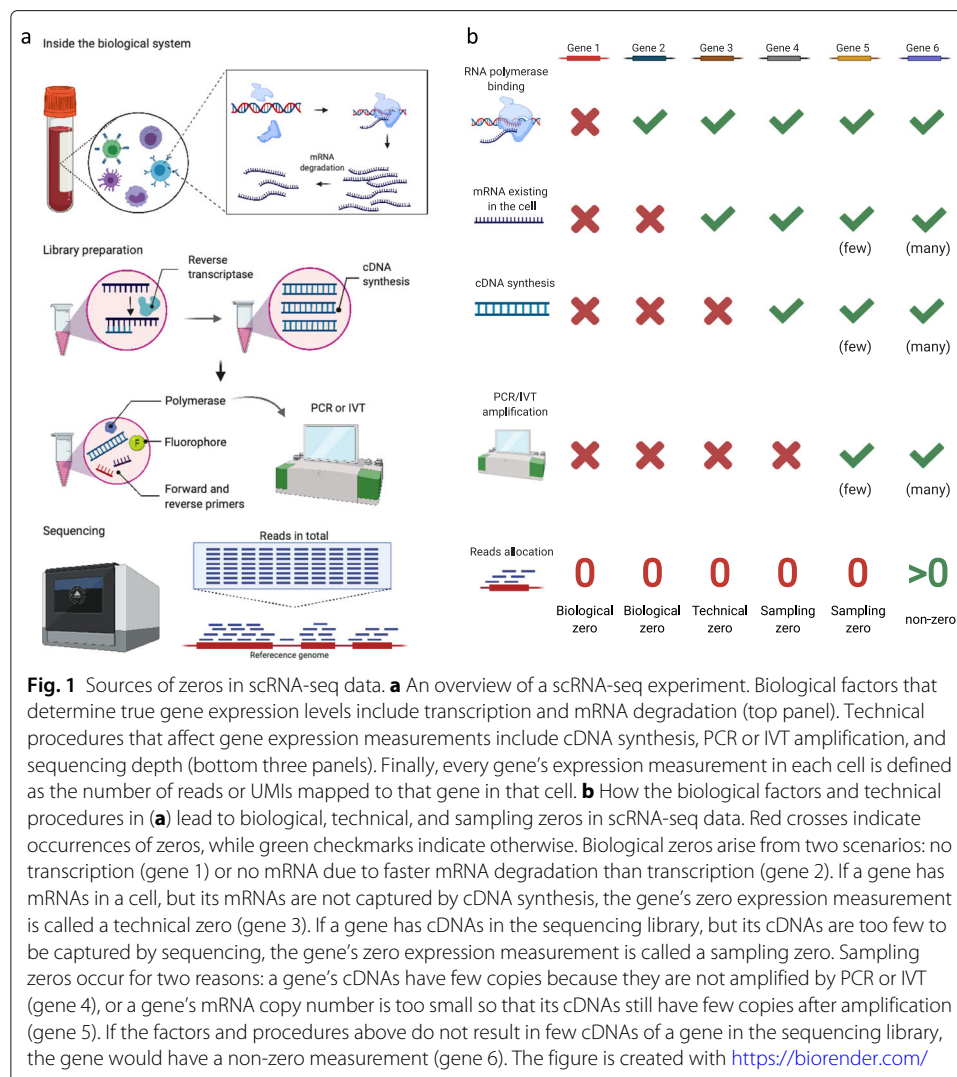 a
Inside the biological system
mRNA
degradation
Library preparation
Reverse
transcriptase
cDNA
synthesis
Polymerase
PCR or IVT
Fluorophore
F
Forward and
reverse primers
Sequencing
Reads in total
Referecence genome
b
Gene 1 Gene 2 Gene 3 Gene 4 Gene 5 Gene 6
RNA polymerase
binding
mRNA existing
in the cell
(few) (many)
cDNA synthesis
(few) (many)
PCR/IVT
amplification
(few) (many)
Reads allocation
0 0 0 0 0 >0
Biological Biological Technical Sampling Sampling non-zero
zero zero zero zero zero
Fig. 1 Sources of zeros in scRNA-seq data. a An overview of a scRNA-seq experiment. Biological factors that
determine true gene expression levels include transcription and mRNA degradation (top panel). Technical
procedures that affect gene expression measurements include cDNA synthesis, PCR or IVT amplification, and
sequencing depth (bottom three panels). Finally, every gene's expression measurement in each cell is defined
as the number of reads or UMIs mapped to that gene in that cell. b How the biological factors and technical
procedures in (a) lead to biological, technical, and sampling zeros in scRNA-seq data. Red crosses indicate
occurrences of zeros, while green checkmarks indicate otherwise. Biological zeros arise from two scenarios: no
transcription (gene 1) or no mRNA due to faster mRNA degradation than transcription (gene 2). If a gene has
mRNAs in a cell, but its mRNAs are not captured by cDNA synthesis, the gene's zero expression measurement
is called a technical zero (gene 3). If a gene has cDNAs in the sequencing library, but its cDNAs are too few to
be captured by sequencing, the gene's zero expression measurement is called a sampling zero. Sampling
zeros occur for two reasons: a gene's cDNAs have few copies because they are not amplified by PCR or IVT
(gene 4), or a gene's mRNA copy number is too small so that its cDNAs still have few copies after amplification
(gene 5). If the factors and procedures above do not result in few cDNAs of a gene in the sequencing library,
the gene would have a non-zero measurement (gene 6). The figure is created with https://biorender.com/